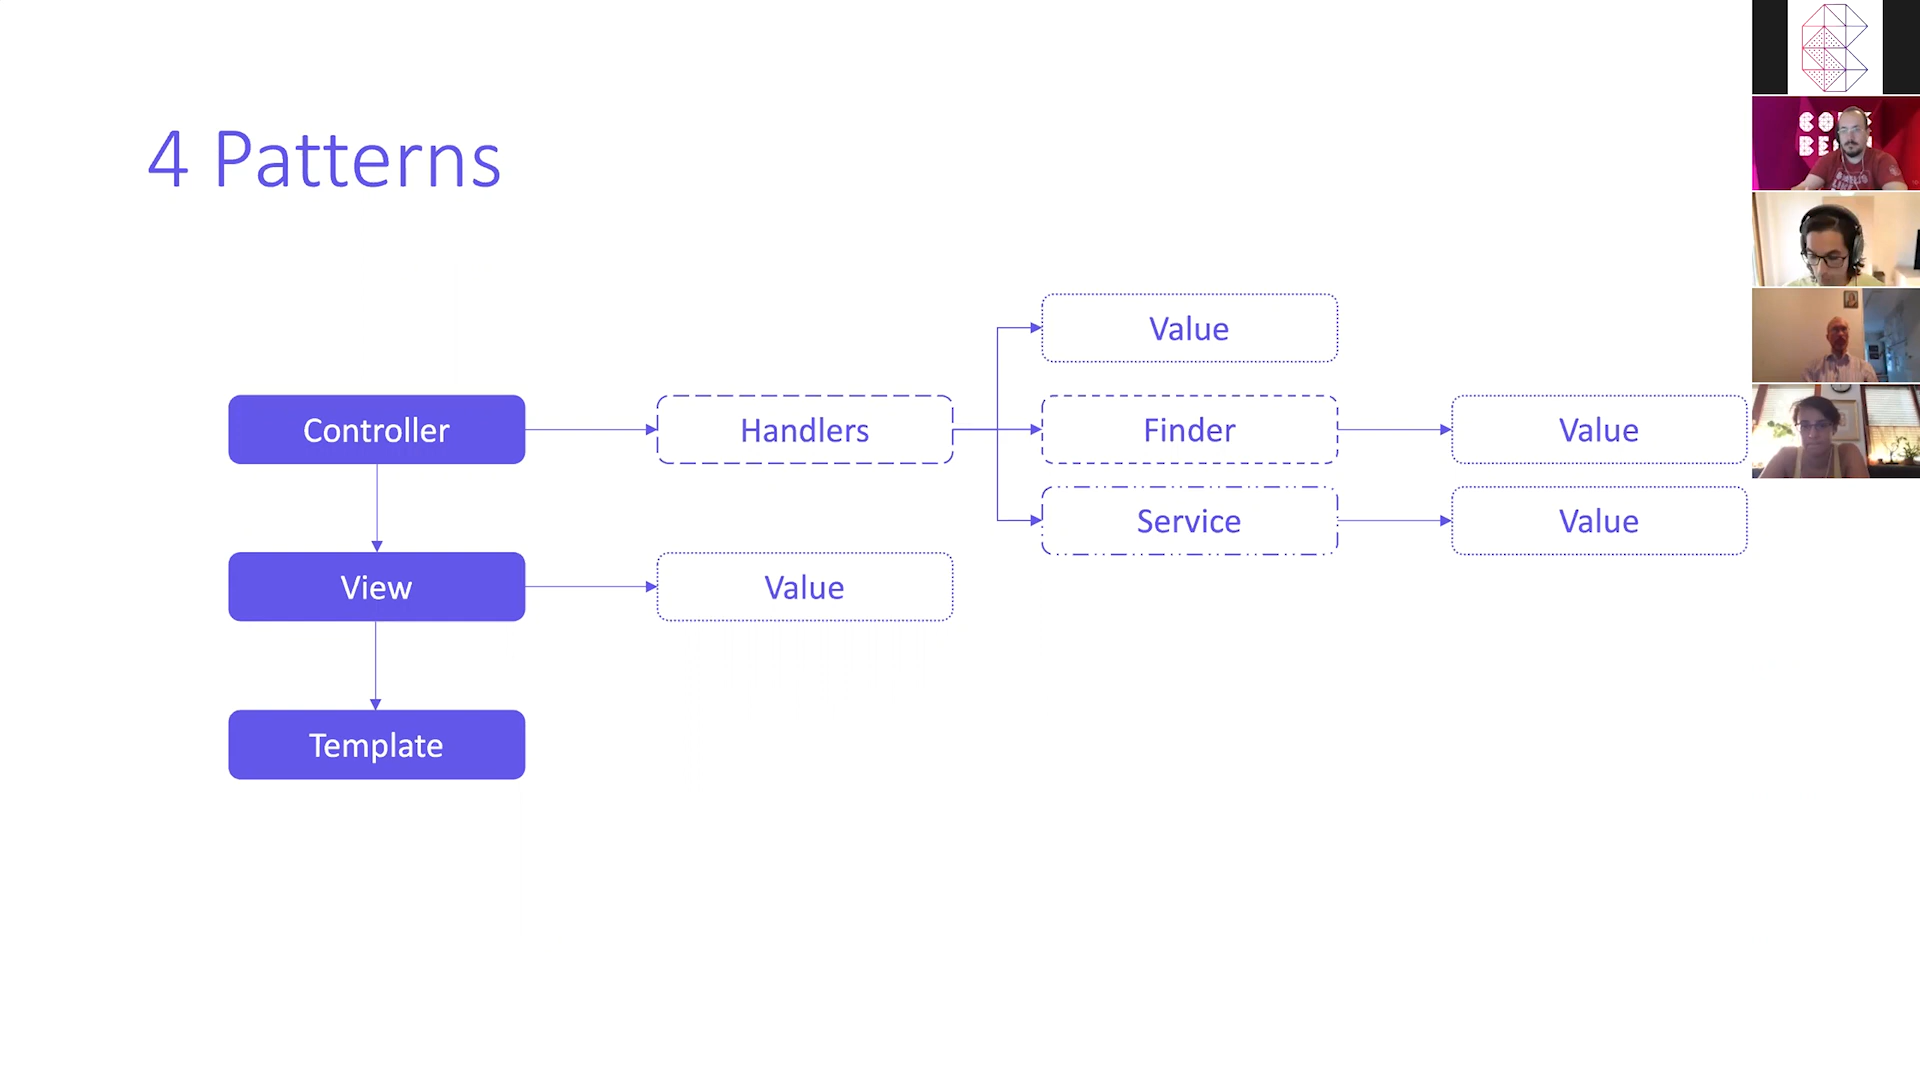 4 Patterns
Value
Controller
Handlers
Finder
Value
Service
Value
View
Value
Template